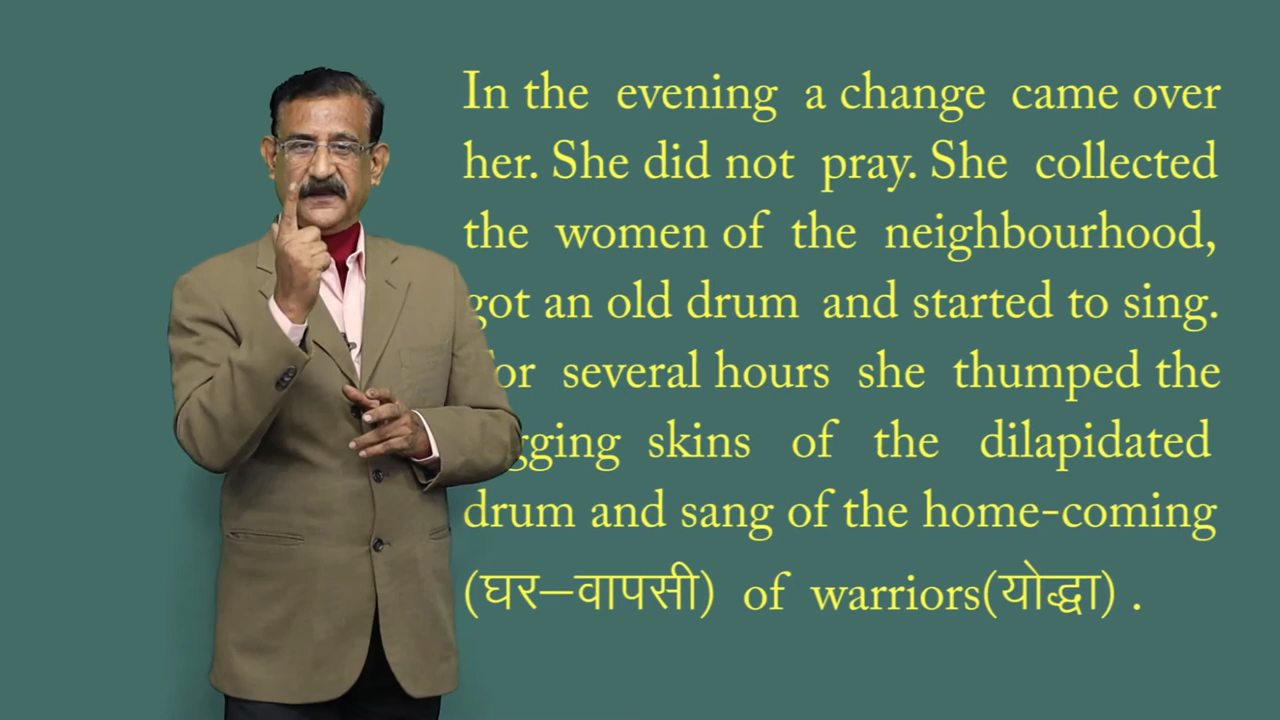 In the evening a change came over
her. She did not pray. She collected
the women of the neighbourhood,
got an old drum and started to sing.
several hours she thumped the
skins of the dilapidated
drum and sang of the home-coming
(घर–वापसी) of warriors(योद्धा) .